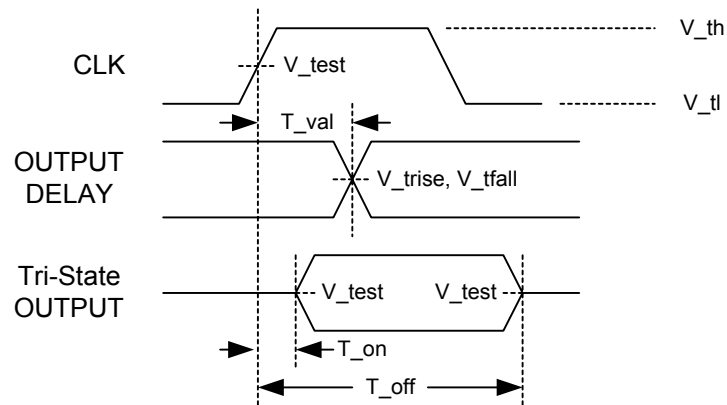 V_th
CLK
V_test
V_tl
T_val
OUTPUT
DELAY
V_trise, V_tfall
Tri-State
OUTPUT
V_test
V_test
T_on
T_off